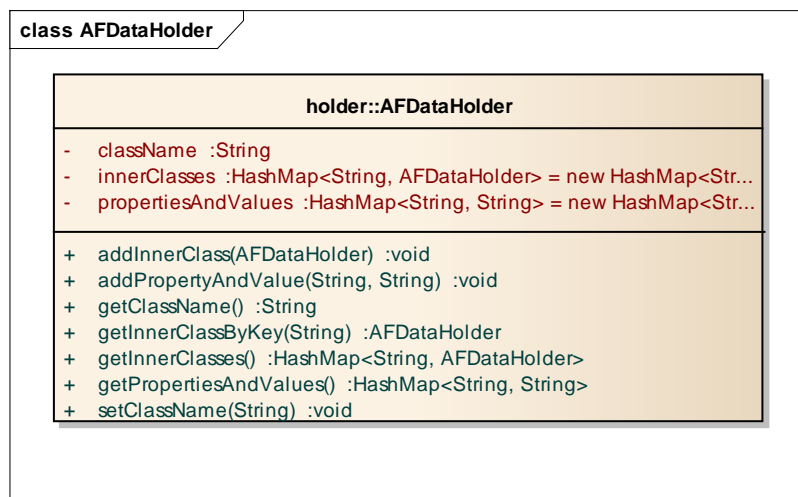 class AFDataHolder
holder::AFDataHolder
- className :String
- innerClasses :HashMap<String, AFDataHolder> = new HashMap<Str...
- propertiesAndValues :HashMap<String, String> = new HashMap<Str...
+ addInnerClass(AFDataHolder) :void
+ addPropertyAndValue(String, String) :void
+ getClassName() :String
+ getInnerClassByKey(String) :AFDataHolder
+ getInnerClasses() :HashMap<String, AFDataHolder>
+ getPropertiesAndValues() :HashMap<String, String>
+ setClassName(String) :void